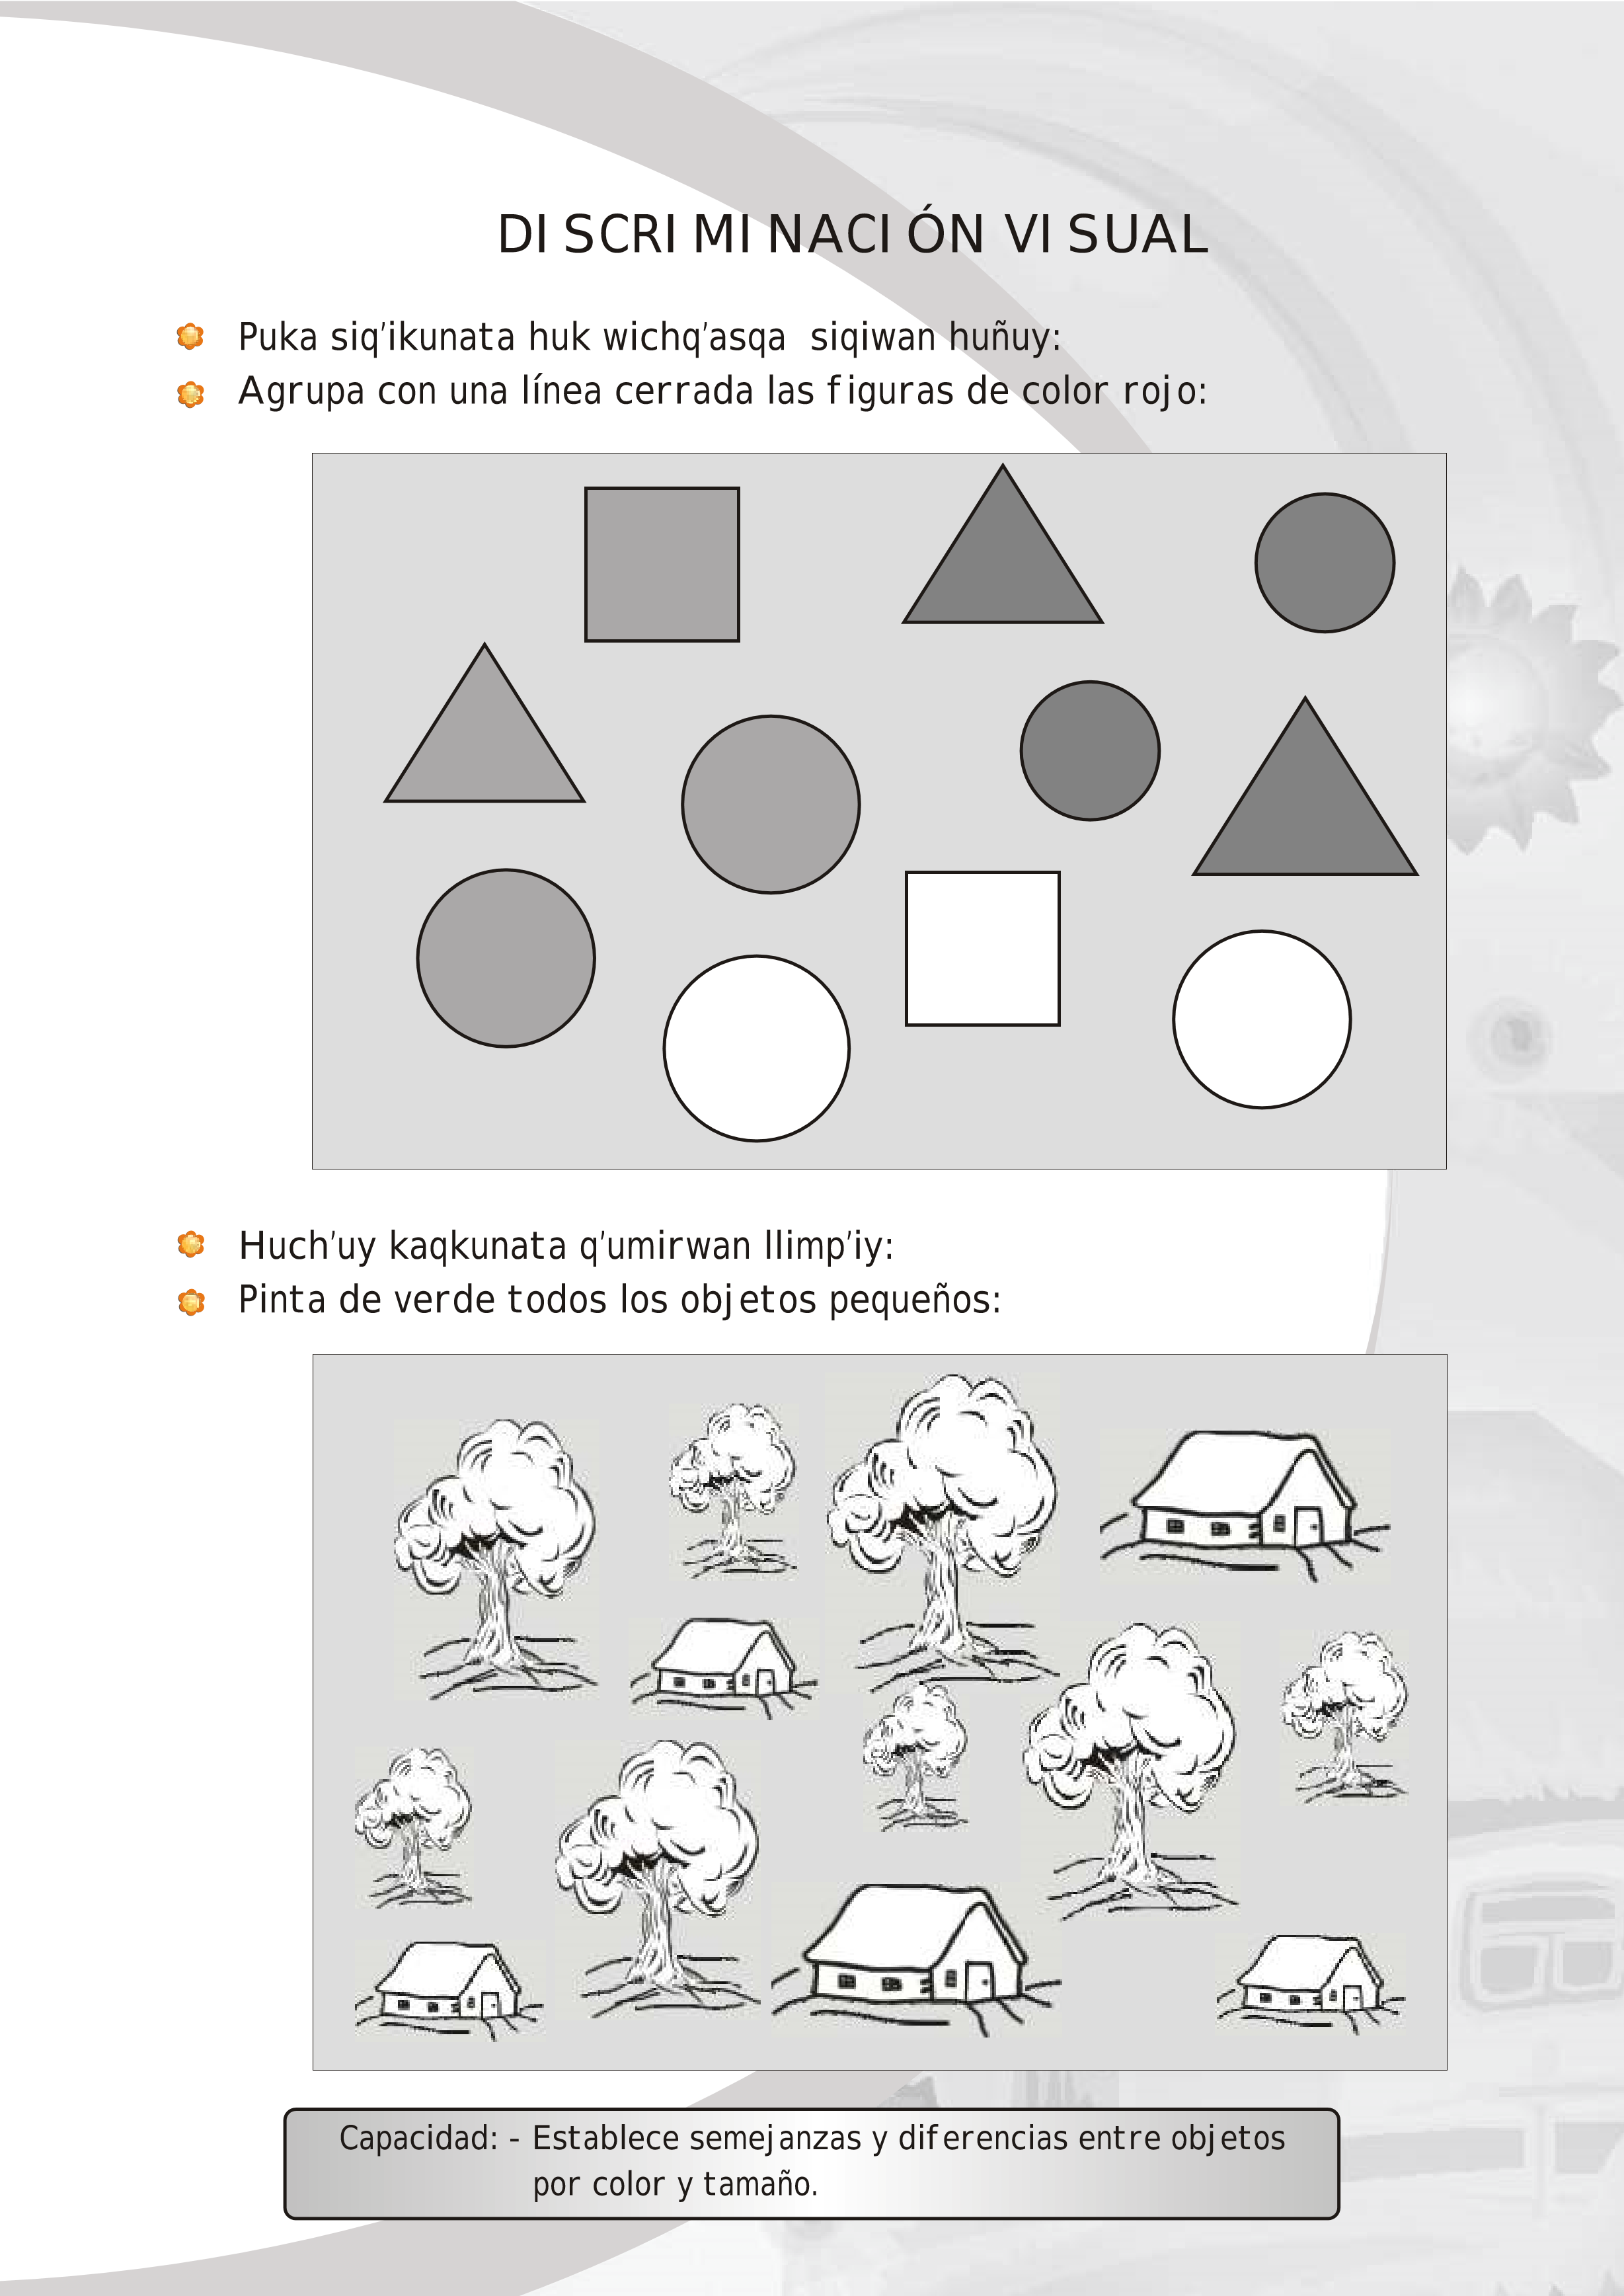 DISCRIMINACIÓN VISUAL
Puka siq'ikunata huk wichq'asqa siqiwan huñuy:
Agrupa con una línea cerrada las figuras de color rojo:
Huch'uy kaqkunata q'umirwan llimp'iy:
Pinta de verde todos los objetos pequeños:
Capacidad: - Establece semejanzas y diferencias entre objetos
por color y tamaño.